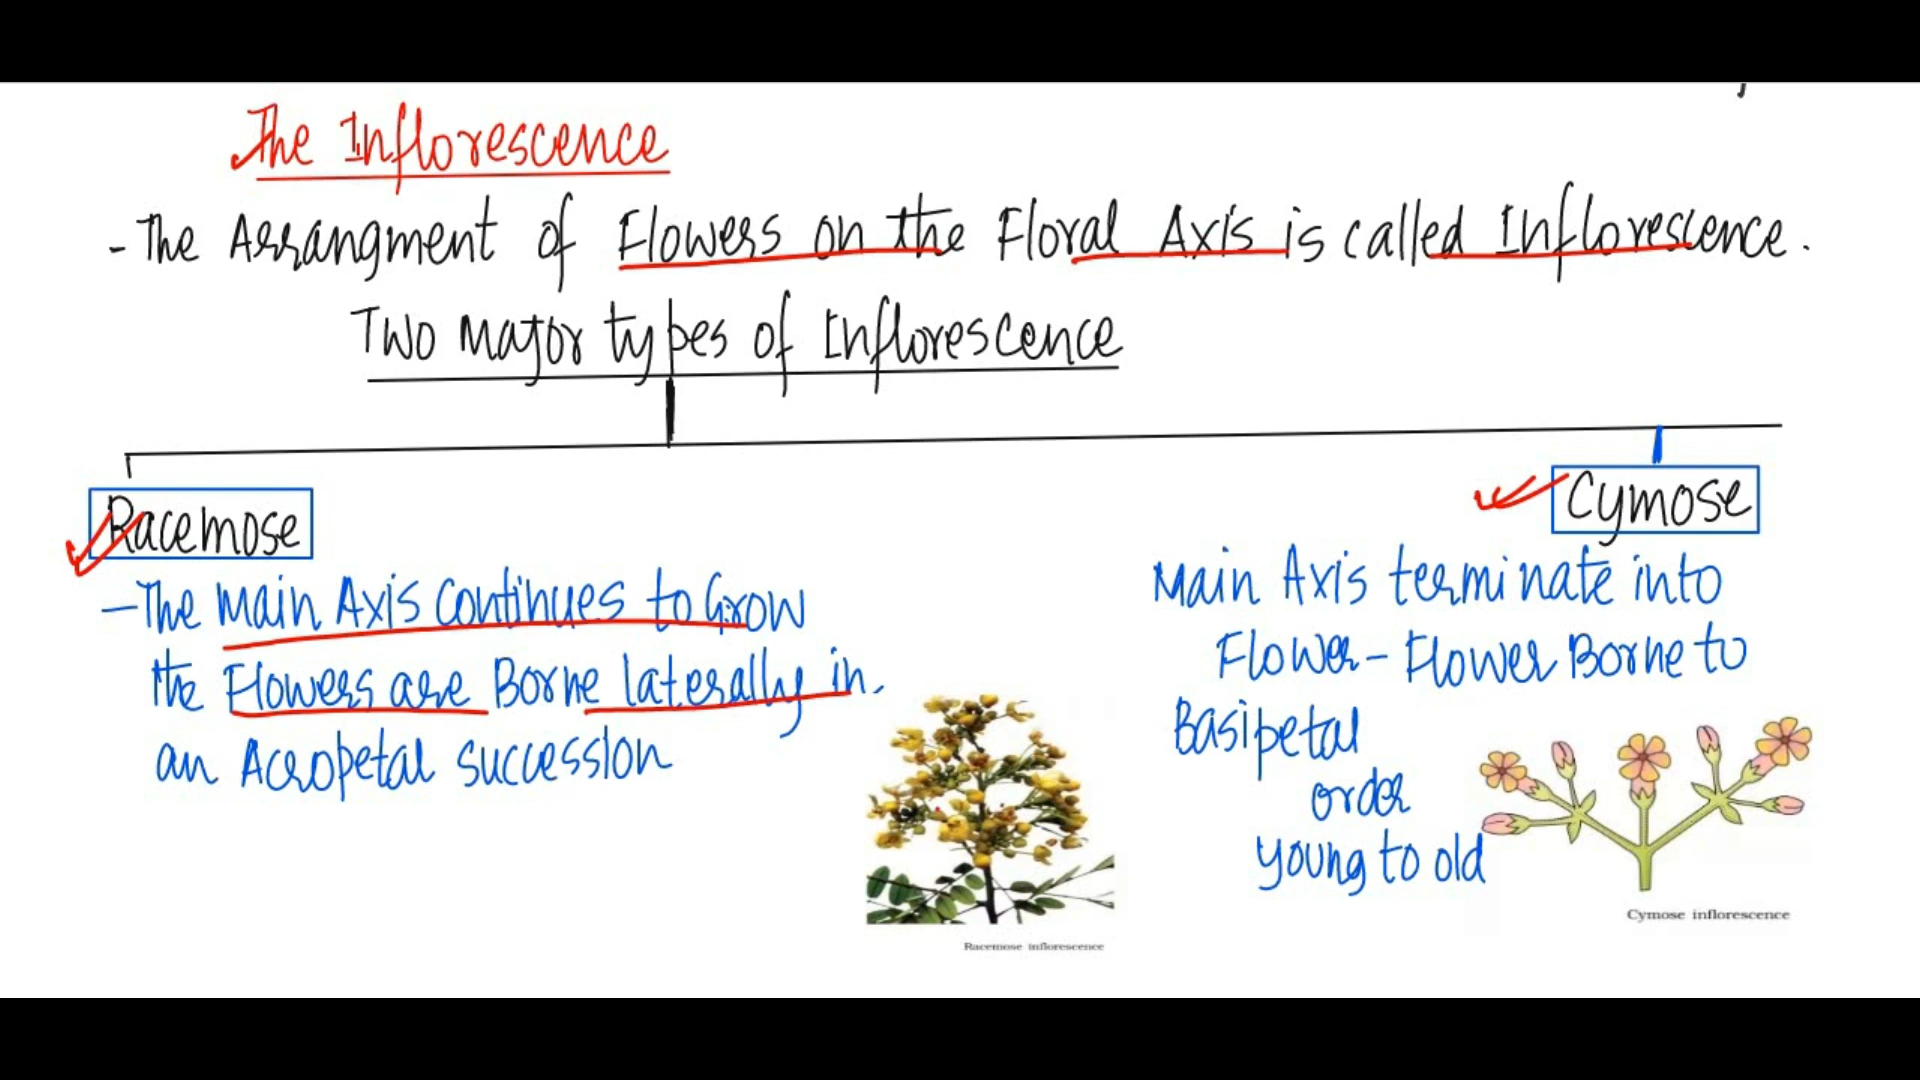 The Inflorescence
- The Arrangment of Flowers on the Floral Axis is called Inflorescence.
Two Major types of Inflorescence
Racemose
- The Main Axis Continues to Grow
the Flowers are Borne laterally in
an Acropetal succession
Racemose inflorescence
Cymose
Main Axis terminate into
Flower - Flower Borne to
Basipetal
order
young to old
Cymose inflorescence